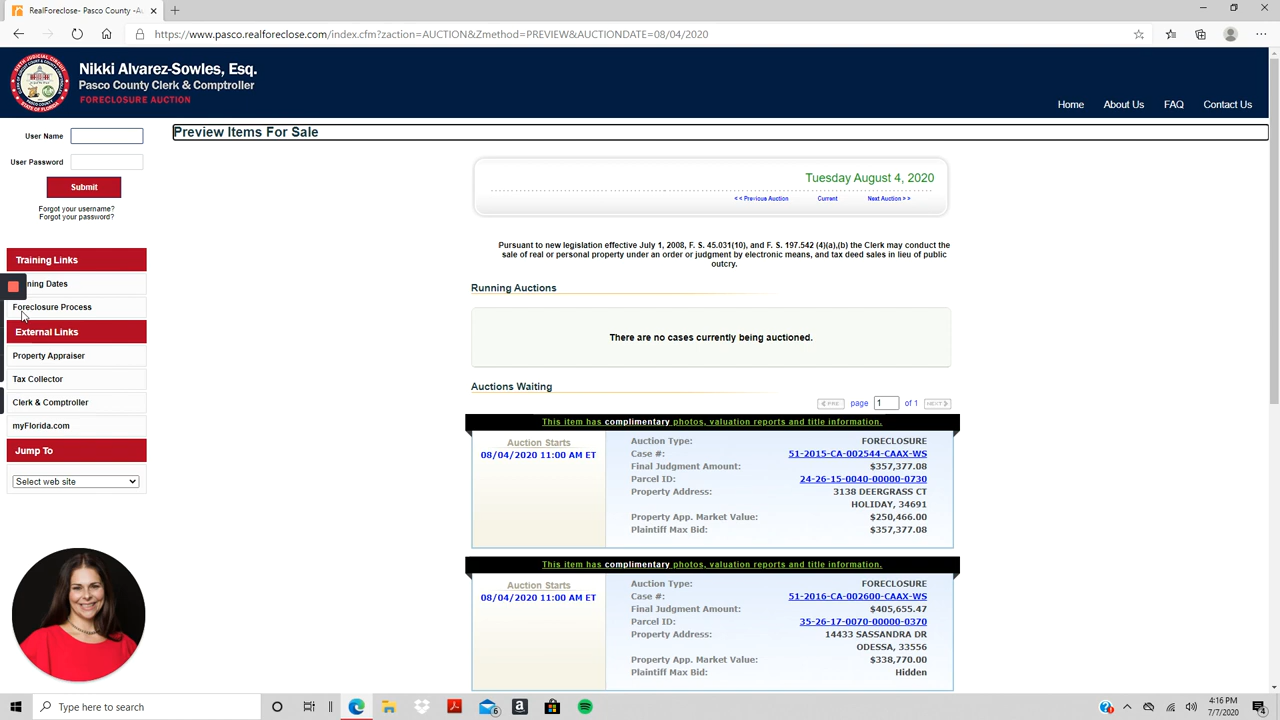 RealForeclose - Pasco County -Au
https://www.pasco.realforeclose.com/index.cfm?zaction=AUCTION&Zmethod=PREVIEW&AUCTIONDATE=08/04/2020
Nikki Alvarez-Sowles, Esq.
Pasco County Clerk & Comptroller
FORECLOSURE AUCTION
Home About Us FAQ Contact Us
User Name
User Password
Submit
Forgot your username?
Forgot your password?
Training Links
ning Dates
Foreclosure Process
External Links
Property Appraiser
Tax Collector
Clerk & Comptroller
myFlorida.com
Jump To
Select web site
Preview Items For Sale
Tuesday August 4, 2020
< < Previous Auction Current Next Auction > >
Pursuant to new legislation effective July 1, 2008, F. S. 45.031(10), and F. S. 197.542 (4)(a),(b) the Clerk may conduct the
sale of real or personal property under an order or judgment by electronic means, and tax deed sales in lieu of public
outcry.
Running Auctions
There are no cases currently being auctioned.
Auctions Waiting
PRE page 1 of 1 NEXT
This item has complimentary photos, valuation reports and title information.
Auction Starts
08/04/2020 11:00 AM ET
Auction Type: FORECLOSURE
Case #: 51-2015-CA-002544-CAAX-WS
Final Judgment Amount: $357,377.08
Parcel ID: 24-26-15-0040-00000-0730
Property Address: 3138 DEERGRASS CT
HOLIDAY, 34691
Property App. Market Value: $250,466.00
Plaintiff Max Bid: $357,377.08
This item has complimentary photos, valuation reports and title information.
Auction Starts
08/04/2020 11:00 AM ET
Auction Type: FORECLOSURE
Case #: 51-2016-CA-002600-CAAX-WS
Final Judgment Amount: $405,655.47
Parcel ID: 35-26-17-0070-00000-0370
Property Address: 14433 SASSANDRA DR
ODESSA, 33556
Property App. Market Value: $338,770.00
Plaintiff Max Bid: Hidden
Type here to search
6
4:16 PM
7/7/2020
4